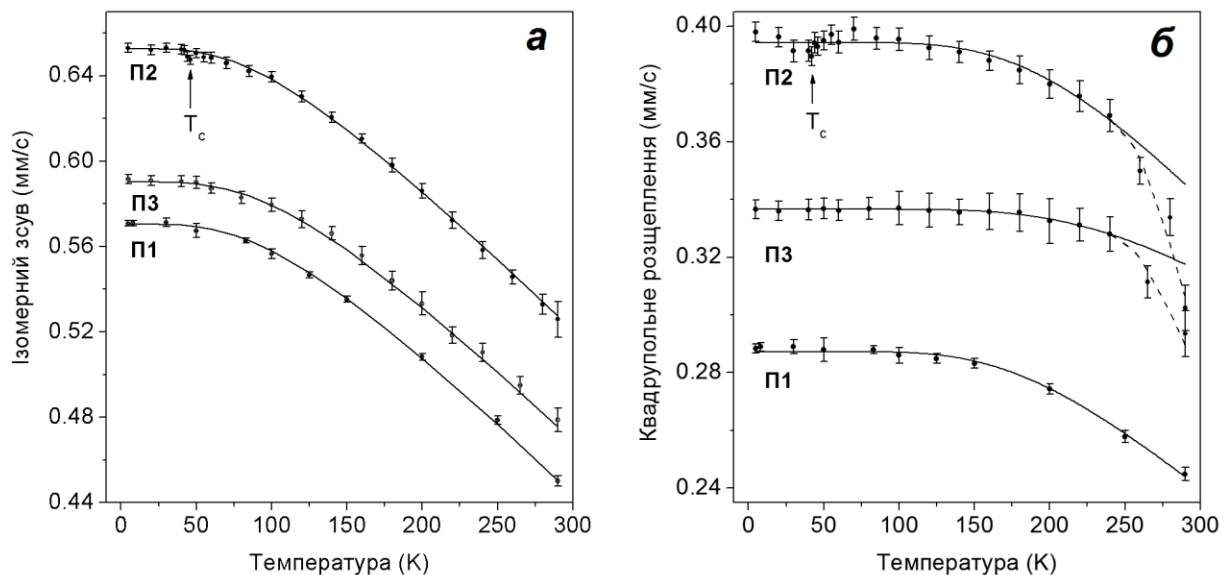 а
Ізомерний зсув (мм/с)
0.64
0.60
0.56
0.52
0.48
0.44
П2
Tc
П3
П1
0 50 100 150 200 250 300
Температура (K)
б
Квадрупольне розщеплення (мм/с)
0.40
0.36
0.32
0.28
0.24
П2
Tc
П3
П1
0 50 100 150 200 250 300
Температура (K)